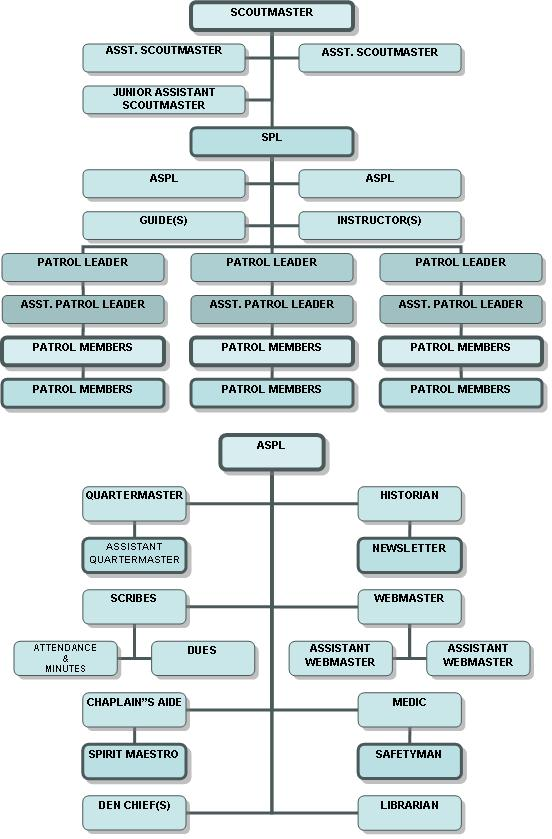 SCOUTMASTER
ASST. SCOUTMASTER
ASST. SCOUTMASTER
JUNIOR ASSISTANT
SCOUTMASTER
SPL
ASPL
ASPL
GUIDE(S)
INSTRUCTOR(S)
PATROL LEADER
PATROL LEADER
PATROL LEADER
ASST. PATROL LEADER
ASST. PATROL LEADER
ASST. PATROL LEADER
PATROL MEMBERS
PATROL MEMBERS
PATROL MEMBERS
PATROL MEMBERS
PATROL MEMBERS
PATROL MEMBERS
ASPL
QUARTERMASTER
HISTORIAN
ASSISTANT
QUARTERMASTER
NEWSLETTER
SCRIBES
WEBMASTER
ATTENDANCE
&
MINUTES
DUES
ASSISTANT
WEBMASTER
ASSISTANT
WEBMASTER
CHAPLAIN"S AIDE
MEDIC
SPIRIT MAESTRO
SAFETYMAN
DEN CHIEF(S)
LIBRARIAN